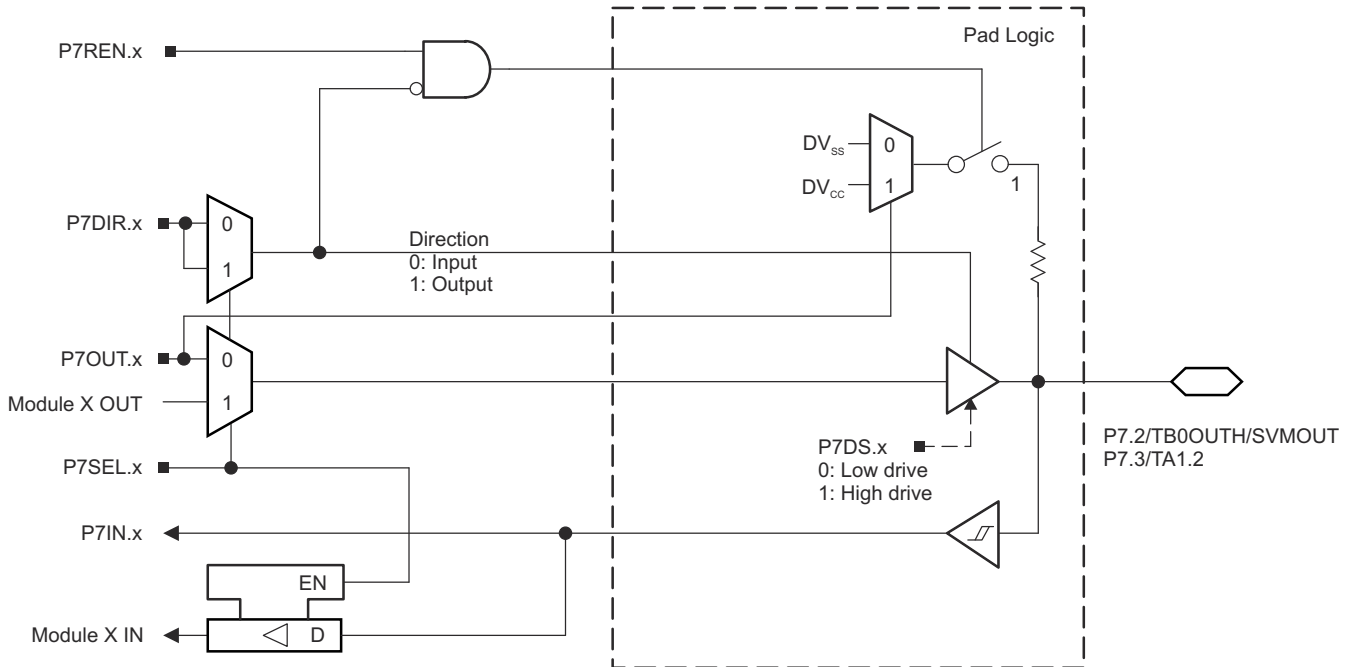 Pad Logic
P7REN.x
DVSS
0
DVCC
1
1
P7DIR.x
0
1
Direction
0: Input
1: Output
P7OUT.x
0
Module X OUT
1
P7DS.x
0: Low drive
1: High drive
P7.2/TB0OUTH/SVMOUT
P7.3/TA1.2
P7SEL.x
P7IN.x
EN
Module X IN
D